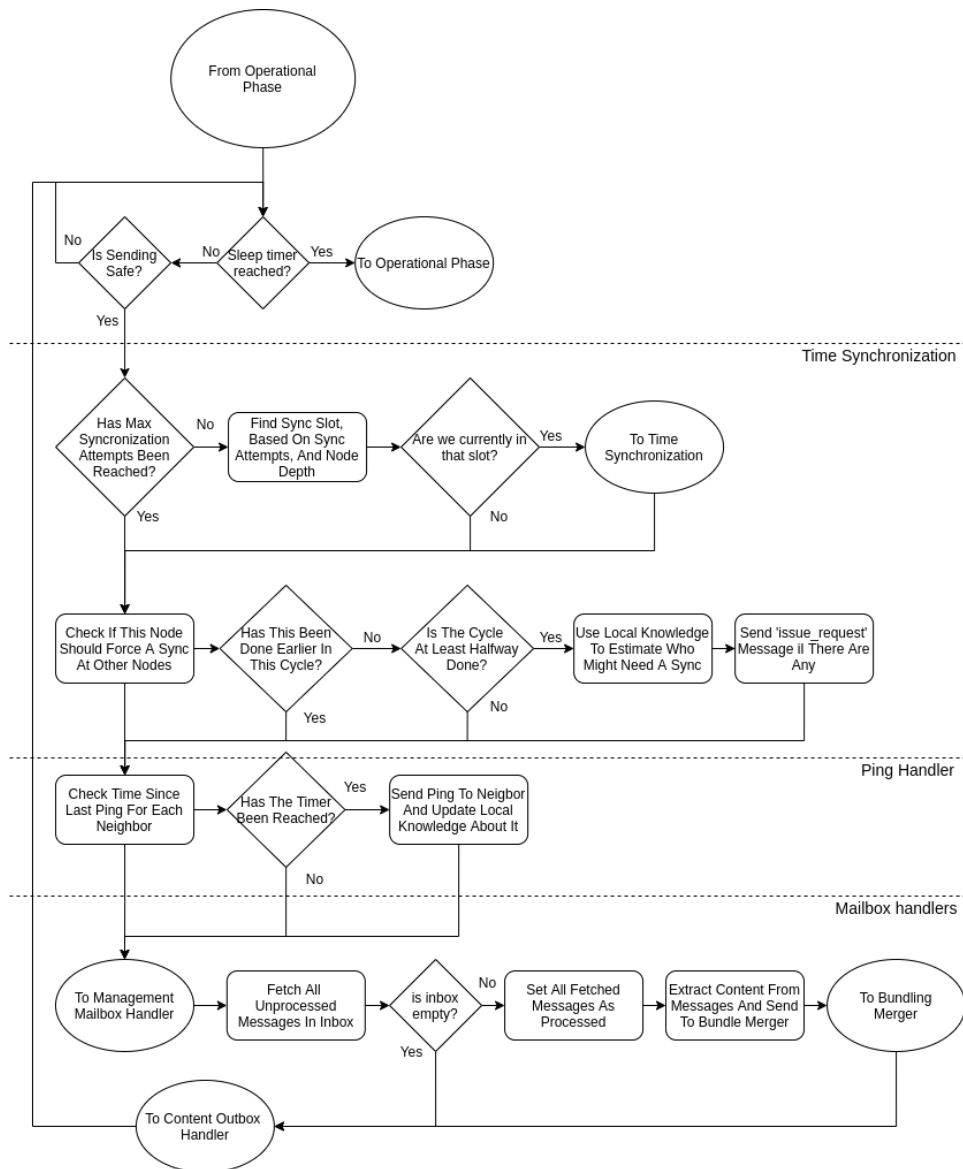 From Operational
Phase
No
Is Sending
Safe?
No
Sleep timer
reached?
Yes
To Operational Phase
Yes
Time Synchronization
Has Max
Syncronization
Attempts Been
Reached?
No
Find Sync Slot,
Based On Sync
Attempts, And Node
Depth
Are we currently in
that slot?
Yes
To Time
Synchronization
Yes
No
Check If This Node
Should Force A Sync
At Other Nodes
Has This Been
Done Earlier In
This Cycle?
No
Is The Cycle
At Least Halfway
Done?
Yes
Use Local Knowledge
To Estimate Who
Might Need A Sync
Send 'issue_request'
Message iI There Are
Any
Yes
No
Ping Handler
Check Time Since
Last Ping For Each
Neighbor
Has The Timer
Been Reached?
Yes
Send Ping To Neigbor
And Update Local
Knowledge About It
No
Mailbox handlers
To Management
Mailbox Handler
Fetch All
Unprocessed
Messages In Inbox
is inbox
empty?
No
Set All Fetched
Messages As
Processed
Extract Content From
Messages And Send
To Bundle Merger
To Bundling
Merger
Yes
To Content Outbox
Handler